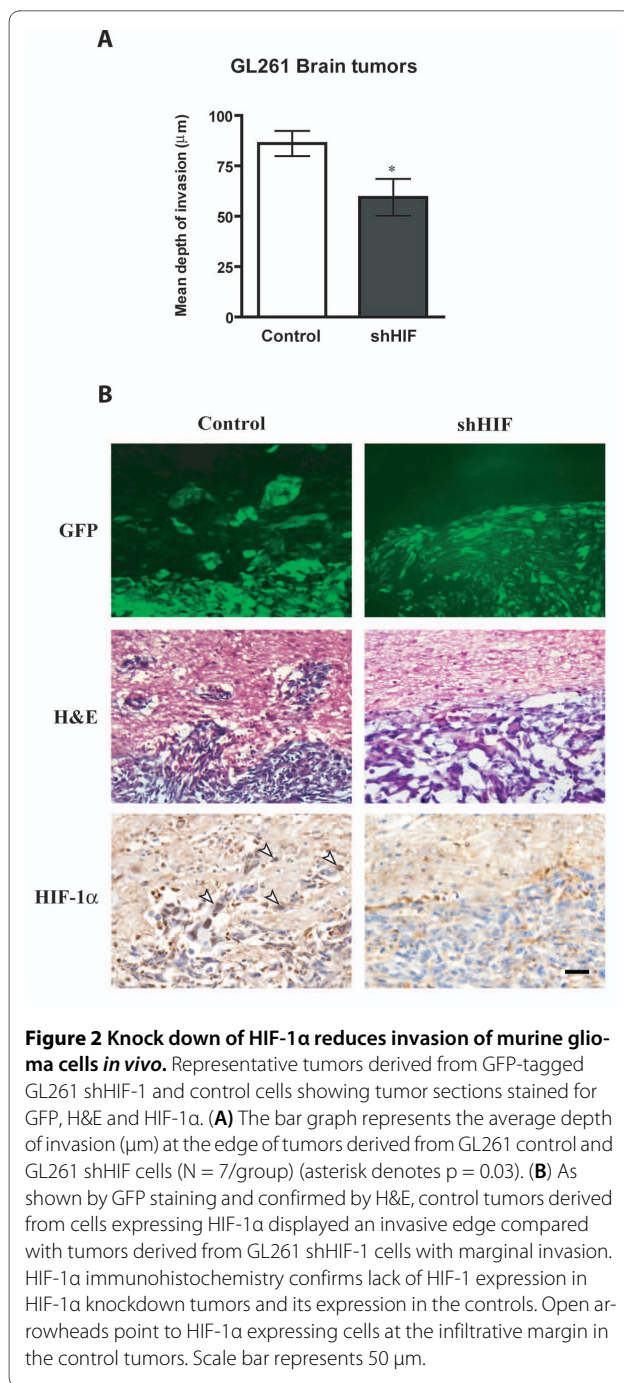 A
GL261 Brain tumors
Mean depth of invasion (μm)
100
75
50
25
0
*
Control
shHIF
B
Control
shHIF
GFP
H&E
HIF-1α
Figure 2 Knock down of HIF-1α reduces invasion of murine glio-
ma cells in vivo. Representative tumors derived from GFP-tagged
GL261 shHIF-1 and control cells showing tumor sections stained for
GFP, H&E and HIF-1α. (A) The bar graph represents the average depth
of invasion (μm) at the edge of tumors derived from GL261 control and
GL261 shHIF cells (N = 7/group) (asterisk denotes p = 0.03). (B) As
shown by GFP staining and confirmed by H&E, control tumors derived
from cells expressing HIF-1α displayed an invasive edge compared
with tumors derived from GL261 shHIF-1 cells with marginal invasion.
HIF-1α immunohistochemistry confirms lack of HIF-1 expression in
HIF-1α knockdown tumors and its expression in the controls. Open ar-
rowheads point to HIF-1α expressing cells at the infiltrative margin in
the control tumors. Scale bar represents 50 μm.